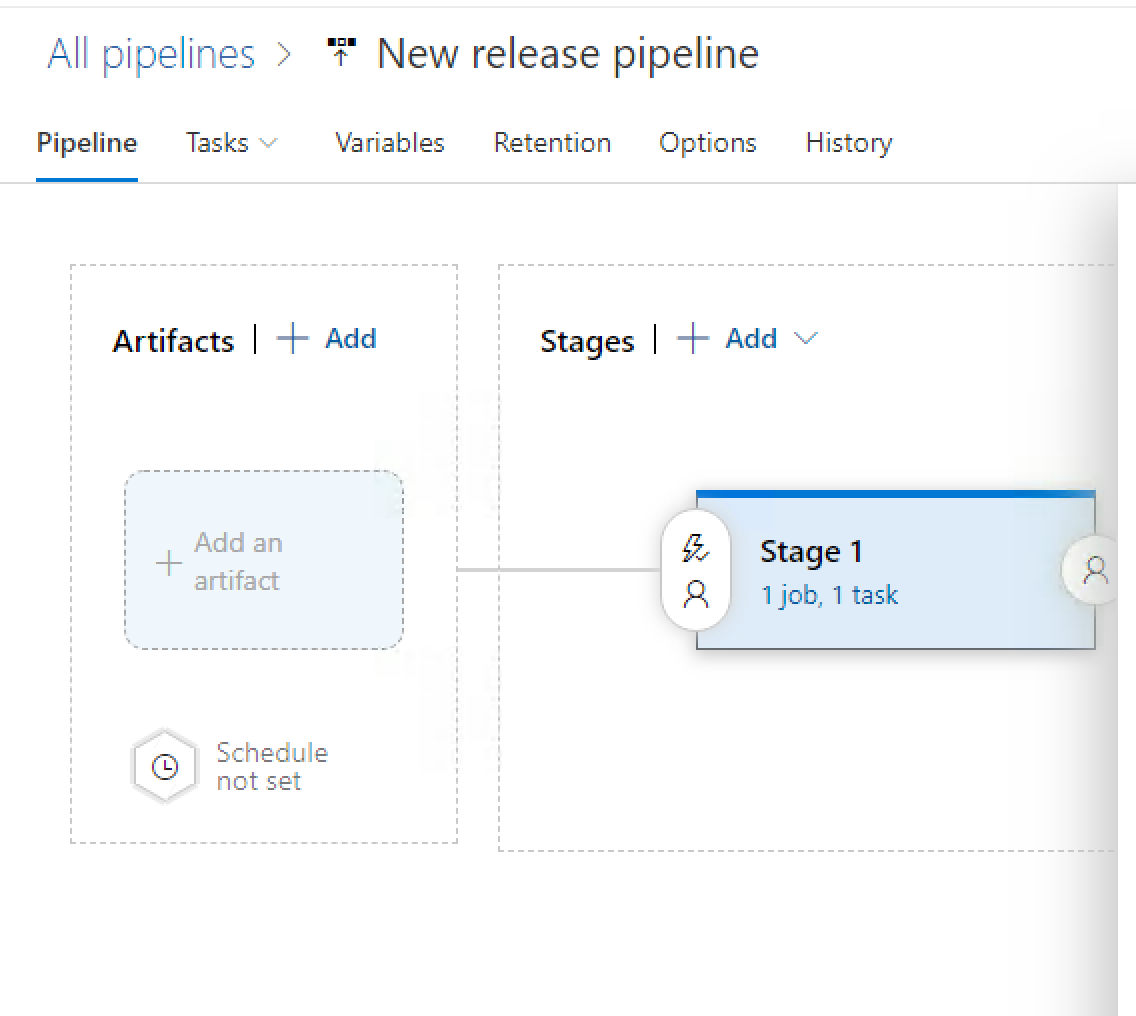 All pipelines > New release pipeline
Pipeline Tasks Variables Retention Options History
Artifacts | + Add
Stages | + Add
+ Add an
artifact
Stage 1
1 job, 1 task
Schedule
not set